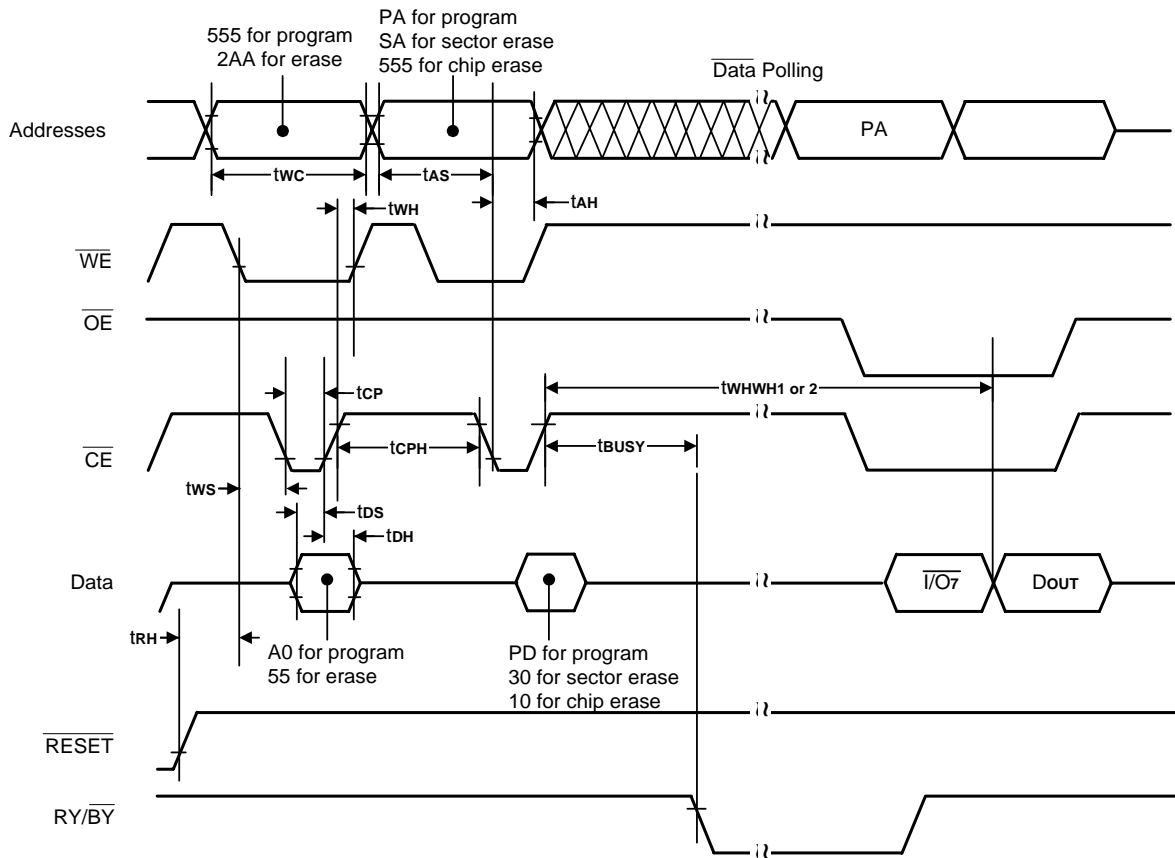 555 for program
2AA for erase
PA for program
SA for sector erase
555 for chip erase
Data Polling
Addresses
PA
tWC
tAS
tAH
tWH
WE
OE
tWHWH1 or 2
tCP
tCPH
tBUSY
CE
tWS
tDS
tDH
Data
I/O7
DOUT
tRH
A0 for program
55 for erase
PD for program
30 for sector erase
10 for chip erase
RESET
RY/BY